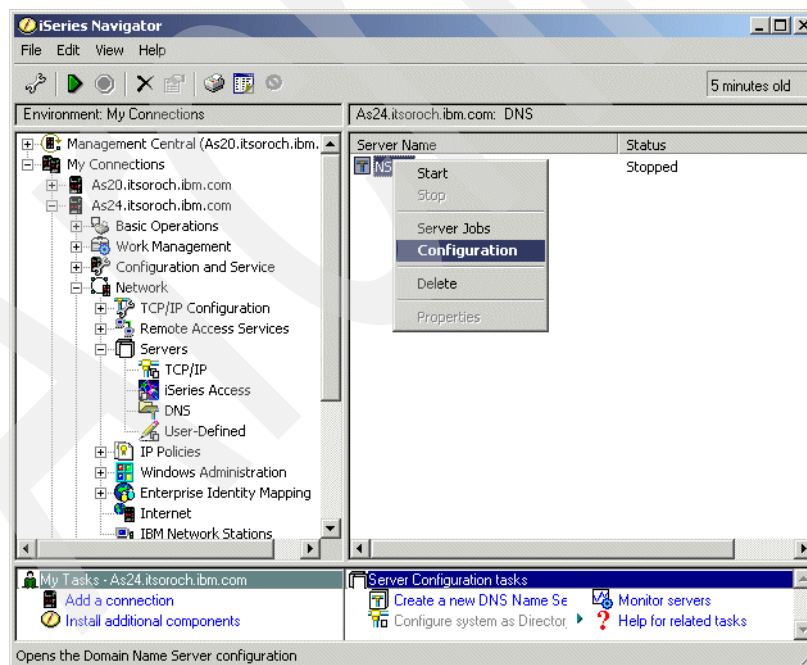 iSeries Navigator
File Edit View Help
5 minutes old
Environment: My Connections
As24.itsoroch.ibm.com: DNS
Management Central (As20.itsoroch.ibm.
My Connections
As20.itsoroch.ibm.com
As24.itsoroch.ibm.com
Basic Operations
Work Management
Configuration and Service
Network
TCP/IP Configuration
Remote Access Services
Servers
TCP/IP
iSeries Access
DNS
User-Defined
IP Policies
Windows Administration
Enterprise Identity Mapping
Internet
IBM Network Stations
Server Name Status
NS Stopped
Start
Stop
Server Jobs
Configuration
Delete
Properties
My Tasks - As24.itsoroch.ibm.com
Add a connection
Install additional components
Server Configuration tasks
Create a new DNS Name Se Monitor servers
Configure system as Director Help for related tasks
Opens the Domain Name Server configuration